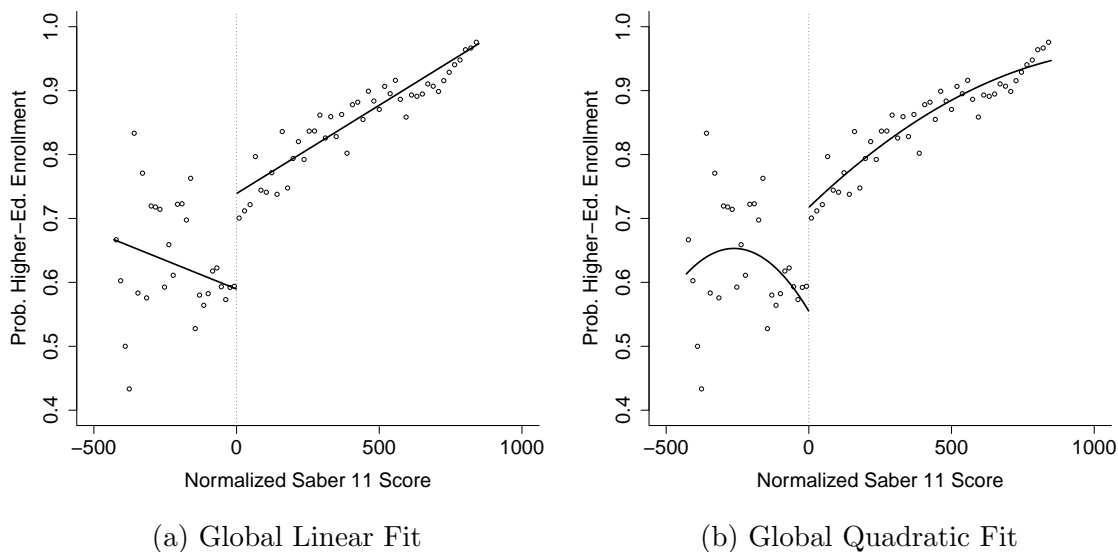 1.0
0.9
0.8
0.7
0.6
0.5
0.4
Prob. Higher-Ed. Enrollment
-500 0 500 1000
Normalized Saber 11 Score
(a) Global Linear Fit
1.0
0.9
0.8
0.7
0.6
0.5
0.4
Prob. Higher-Ed. Enrollment
-500 0 500 1000
Normalized Saber 11 Score
(b) Global Quadratic Fit